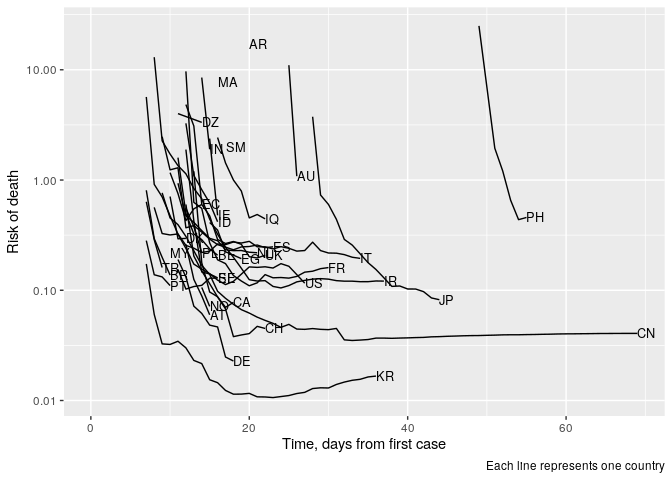 AR
10.00
MA
DZ
IN
SM
AU
1.00
EC
IE
ID
IQ
PH
ES
MY
PL
BE
EG
NL
UK
IT
FR
TR
BR
PT
SE
US
IR
0.10
NO
CA
JP
AT
CH
CN
DE
KR
0.01
0
20
40
60
Risk of death
Time, days from first case
Each line represents one country